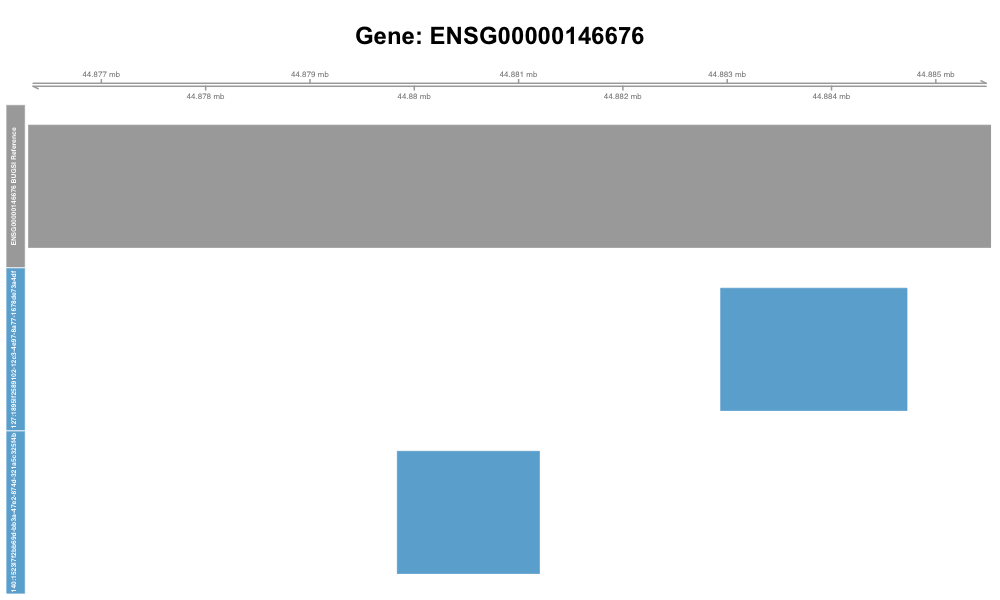 Gene: ENSG00000146676
44.877 mb
44.879 mb
44.881 mb
44.883 mb
44.885 mb
44.878 mb
44.88 mb
44.882 mb
44.884 mb
ENSG00000146676 BUGSI Reference